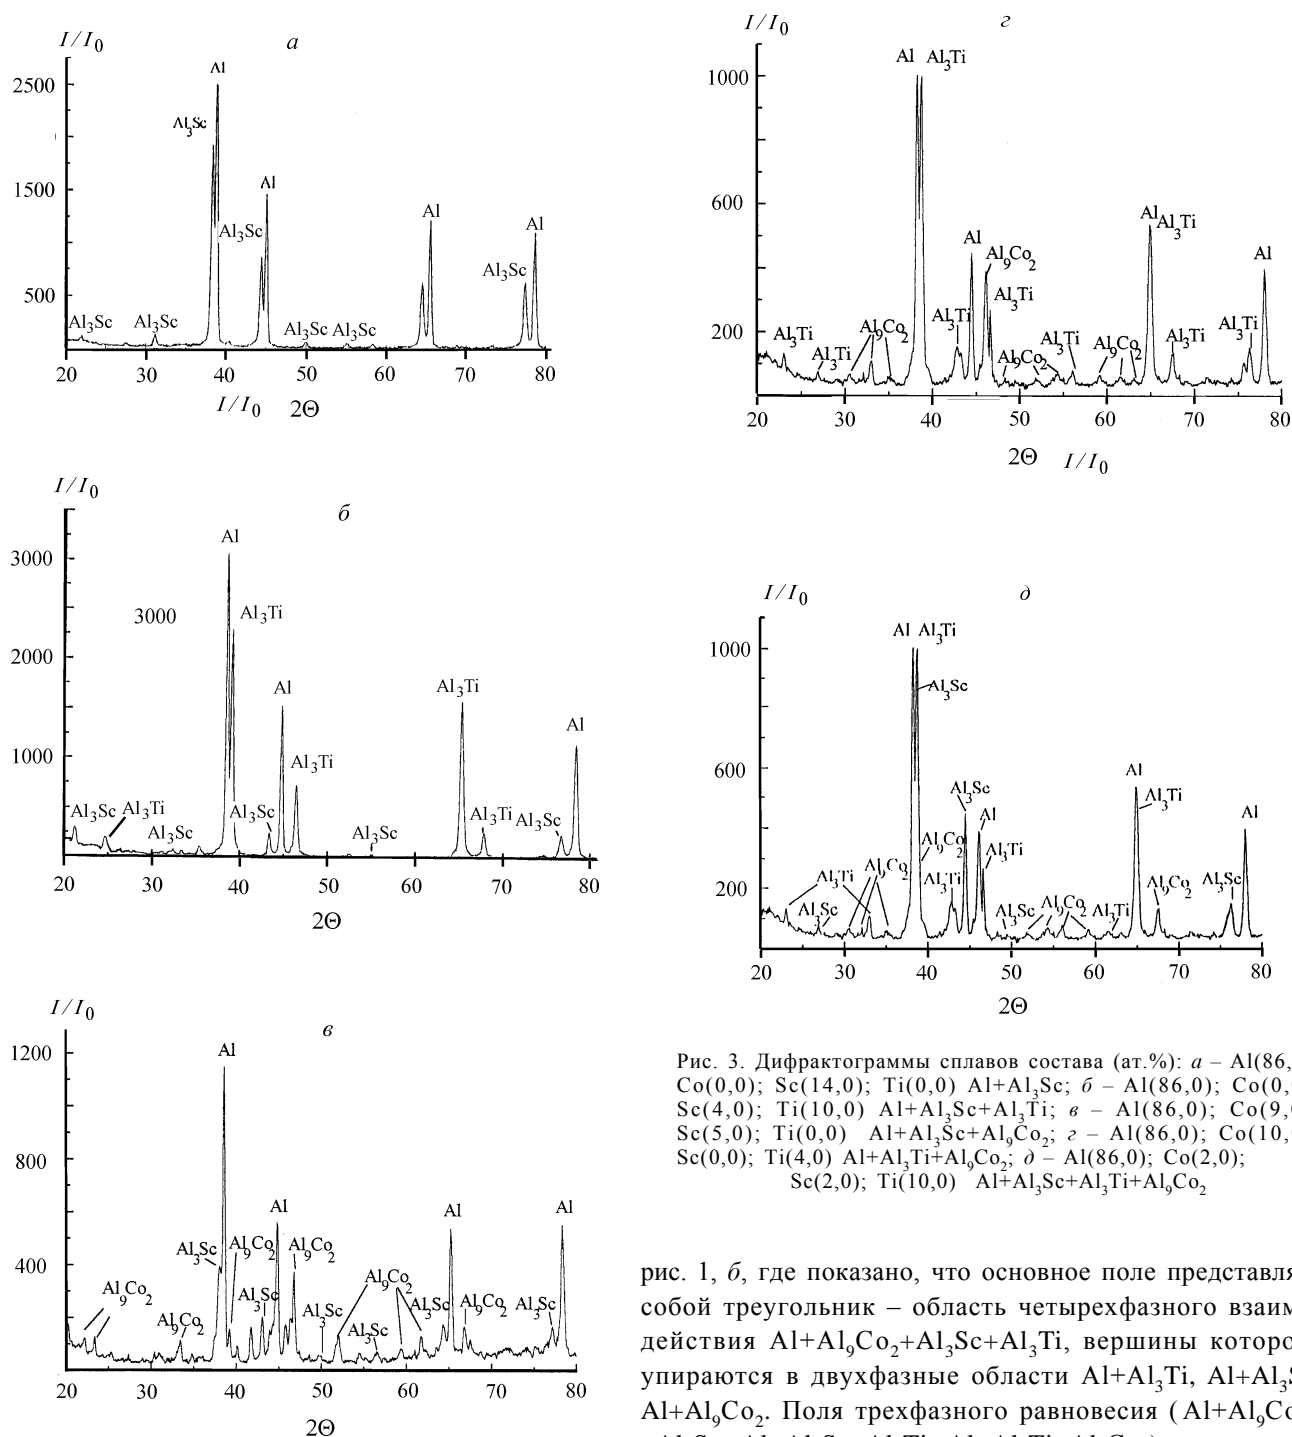 I/I0
а
Al
2500
Al3Sc
1500
Al
Al3Sc
Al
Al
Al3Sc
500
Al3Sc
Al3Sc
Al3Sc
Al3Sc
20 30 40 50 60 70 80
I/I0
2Θ
I/I0
б
Al
3000
3000
Al3Ti
2000
Al
Al3Ti
Al
1000
Al3Ti
Al3Sc
Al3Ti
Al3Sc
Al3Sc
Al3Sc
Al3Ti
Al3Sc
20 30 40 50 60 70 80
2Θ
I/I0
в
1200
Al
800
Al
Al
Al
Al3Sc
Al9Co2
Al9Co2
400
Al9Co2
Al9Co2
Al3Sc
Al3Sc
Al9Co2
Al3Sc
Al3Sc
Al9Co2
Al3Sc
20 30 40 50 60 70 80
2Θ
I/I0
г
Al Al3Ti
1000
600
Al
Al3Ti
Al
Al9Co2
Al
Al3Ti
200
Al3Ti
Al3Ti
Al9Co2
Al3Ti
Al9Co2
Al3Ti
Al9Co2
Al3Ti
Al3Ti
20 30 40 50 60 70 80
2Θ
I/I0
I/I0
д
Al Al3Ti
1000
Al3Sc
600
Al
Al3Ti
Al3Sc
Al
Al
Al9Co2
Al3Ti
200
Al3Ti
Al3Sc
Al9Co2
Al3Ti
Al3Sc
Al9Co2
Al3Ti
Al9Co2
Al3Sc
20 30 40 50 60 70 80
2Θ
Рис. 3. Дифрактограммы сплавов состава (ат.%): а – Al(86,
Co(0,0); Sc(14,0); Ti(0,0) Al+Al3Sc; б – Al(86,0); Co(0,
Sc(4,0); Ti(10,0) Al+Al3Sc+Al3Ti; в – Al(86,0); Co(9,
Sc(5,0); Ti(0,0) Al+Al3Sc+Al9Co2; г – Al(86,0); Co(10,
Sc(0,0); Ti(4,0) Al+Al3Ti+Al9Co2; д – Al(86,0); Co(2,0);
Sc(2,0); Ti(10,0) Al+Al3Sc+Al3Ti+Al9Co2
рис. 1, б, где показано, что основное поле представля
собой треугольник – область четырехфазного взаим
действия Al+Al9Co2+Al3Sc+Al3Ti, вершины которо
упираются в двухфазные области Al+Al3Ti, Al+Al3
Al+Al9Co2. Поля трехфазного равновесия (Al+Al9Co